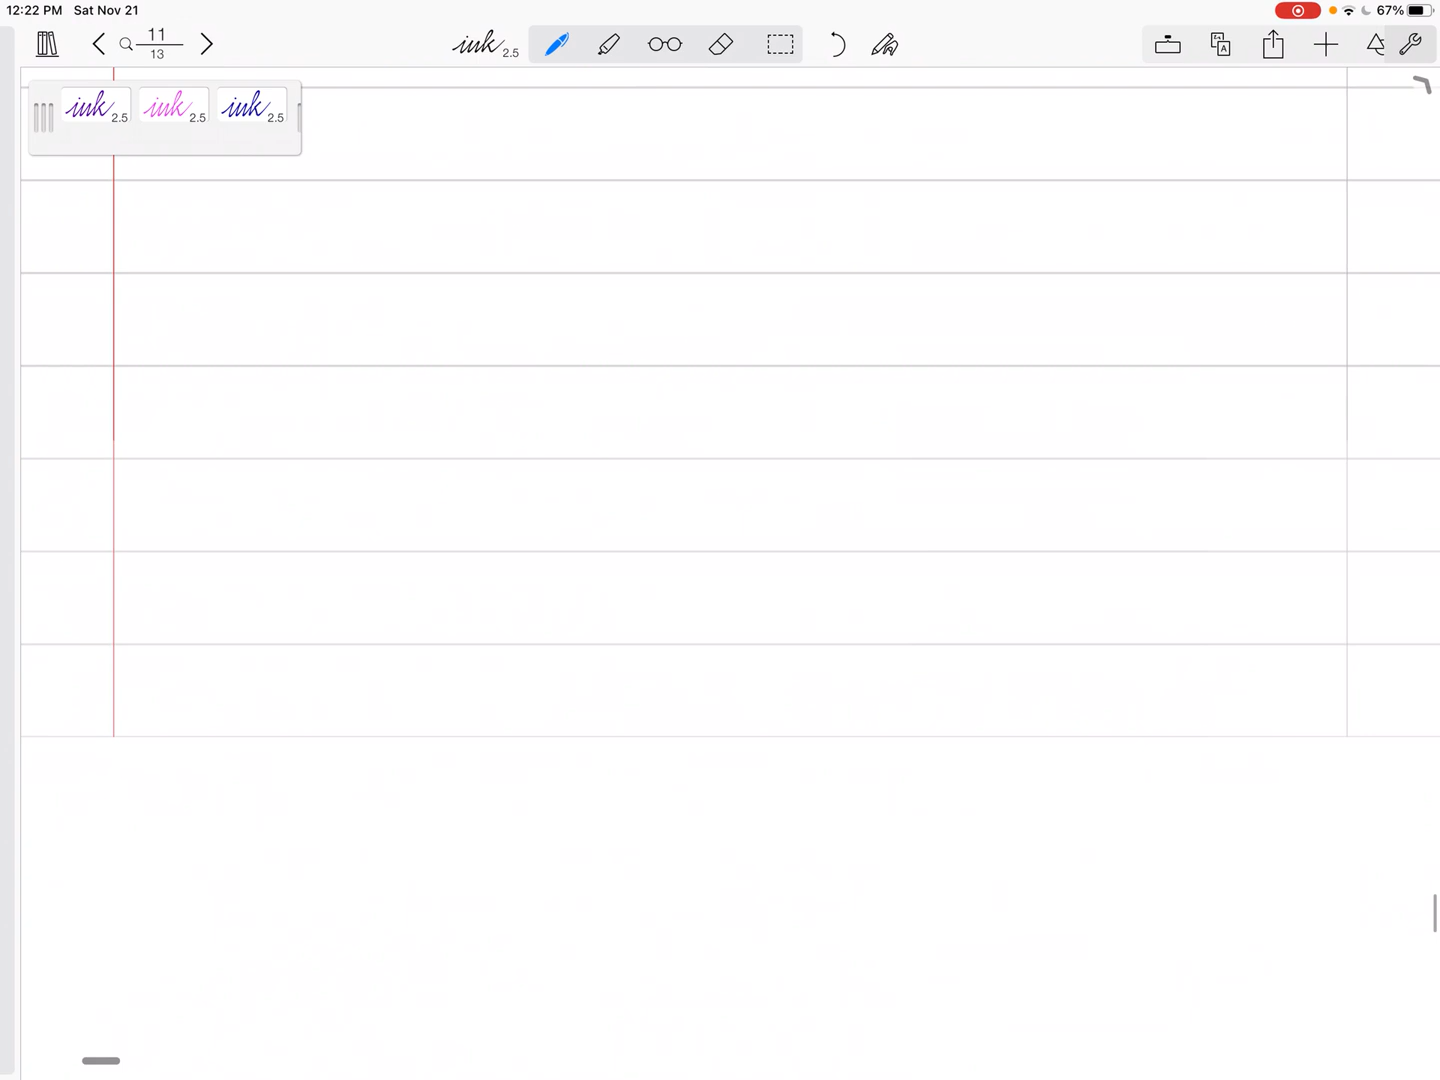 12:22 PM Sat Nov 21 67%
11
13
ink 2.5
A
ink 2.5 ink 2.5 ink 2.5